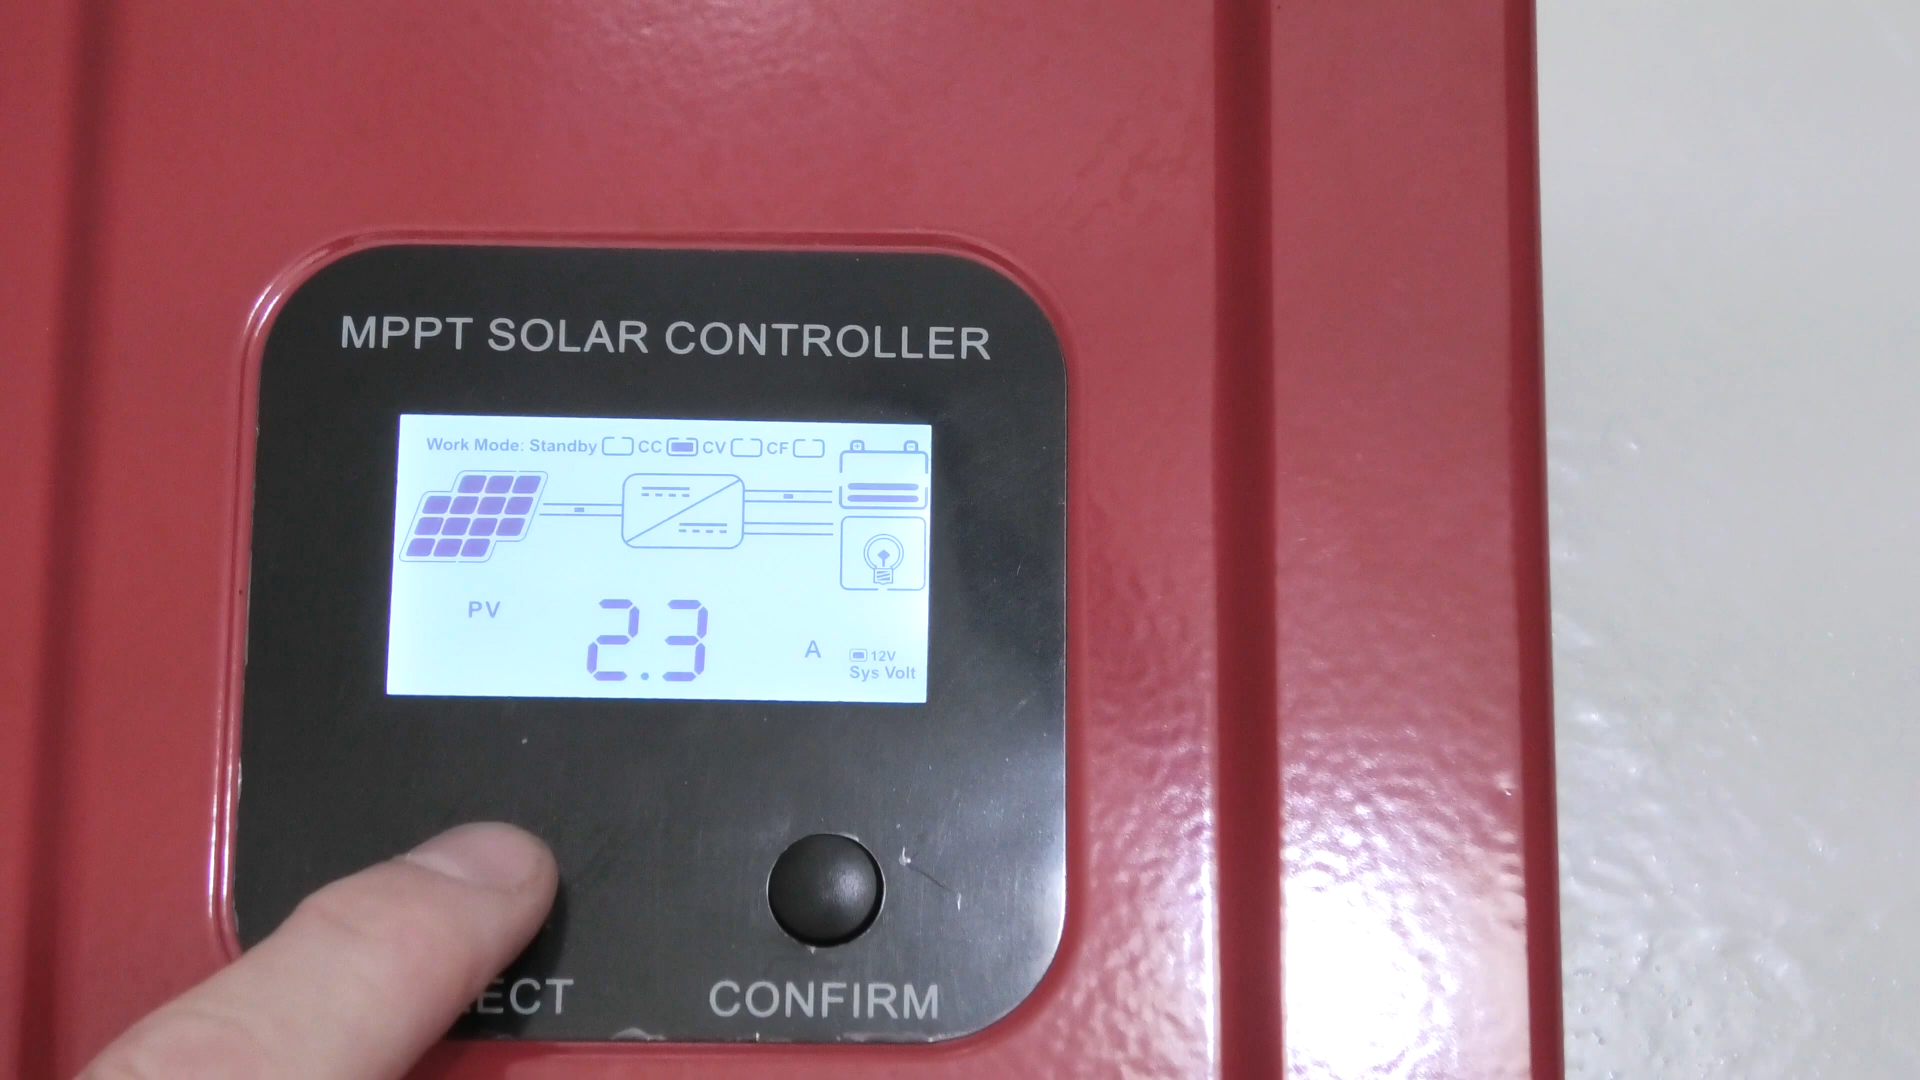 MPPT SOLAR CONTROLLER
Work Mode: Standby CC CV CF
PV
2.3
A
12V
Sys Volt
ECT
CONFIRM